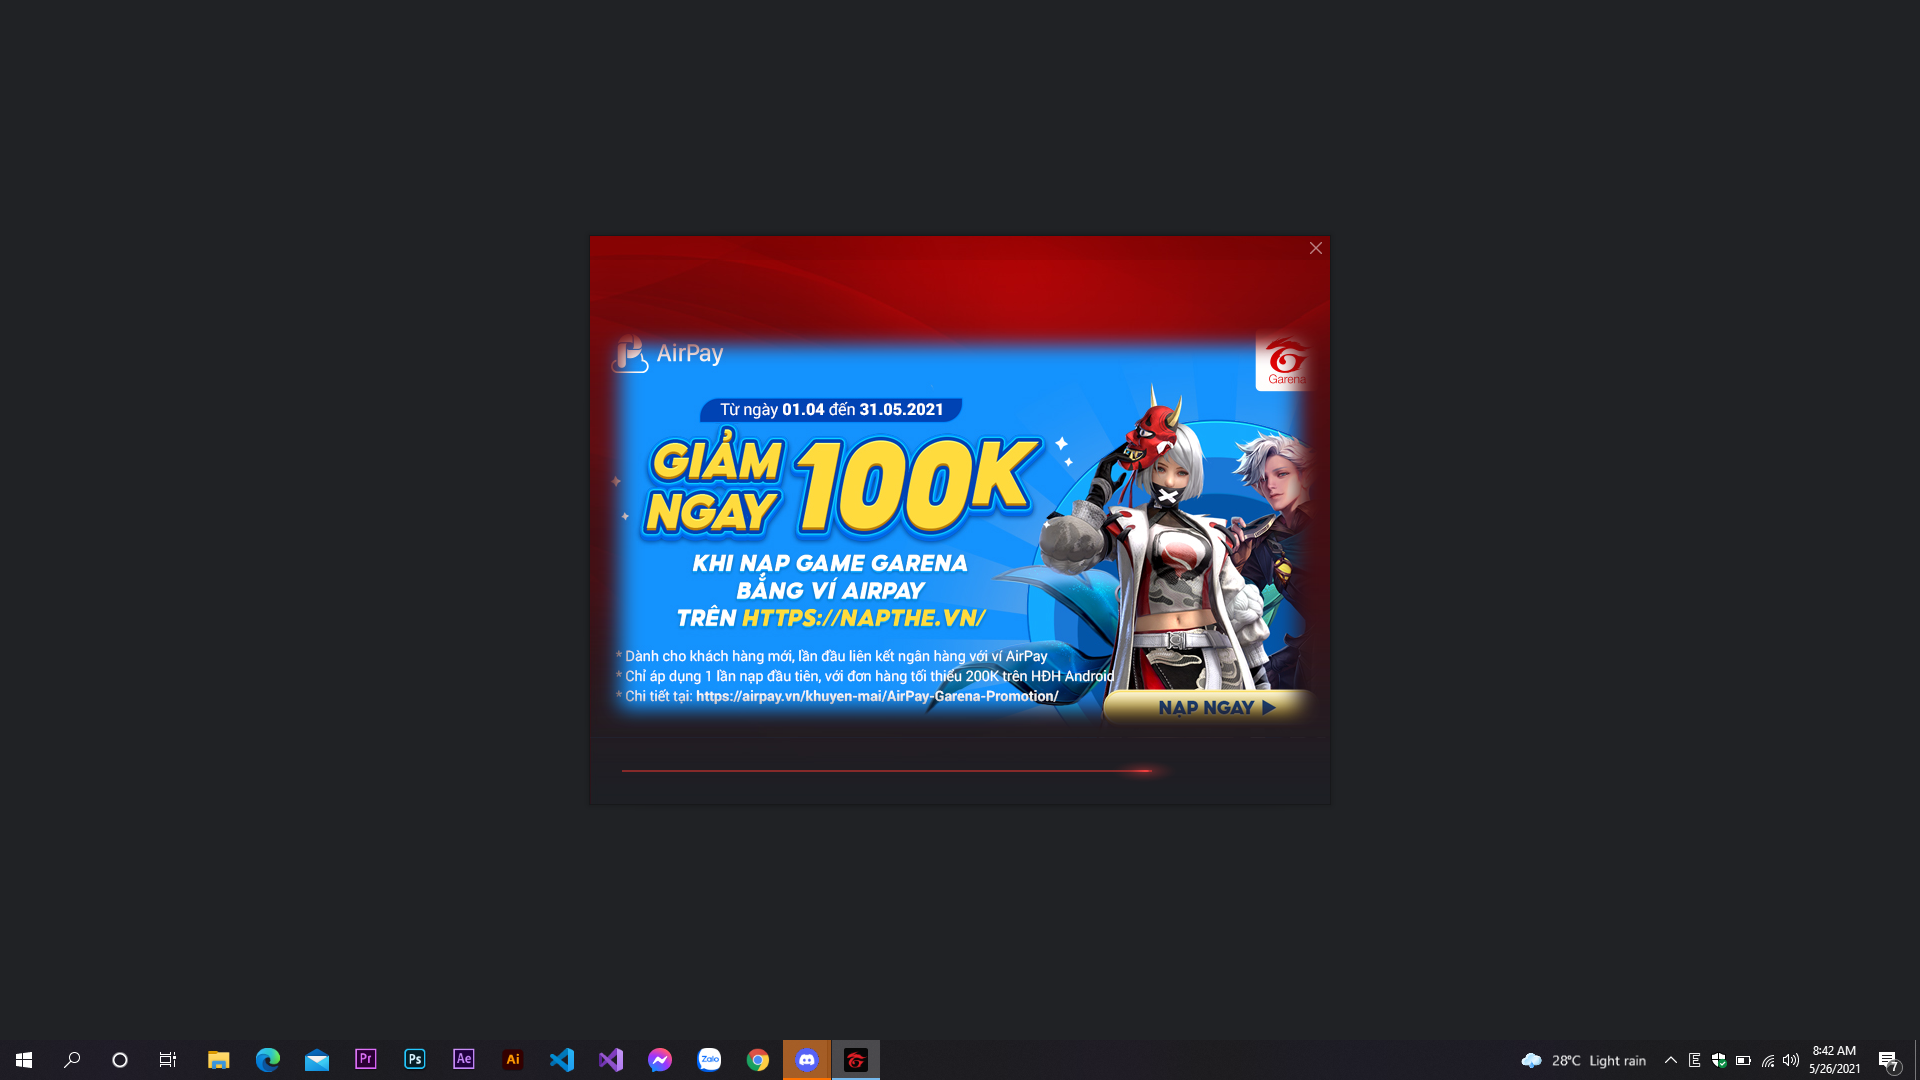 AirPay
Garena
Từ ngày 01.04 đến 31.05.2021
GIẢM
NGAY 100K
KHI NẠP GAME GARENA
BẰNG VÍ AIRPAY
TRÊN HTTPS://NAPTHE.VN/
* Dành cho khách hàng mới, lần đầu liên kết ngân hàng với ví AirPay
* Chỉ áp dụng 1 lần nạp đầu tiên, với đơn hàng tối thiểu 200K trên HĐH Android
* Chi tiết tại: https://airpay.vn/khuyen-mai/AirPay-Garena-Promotion/
NẠP NGAY
Pr
Ps
Ae
Ai
Zalo
28°C Light rain
E
8:42 AM
5/26/2021
7